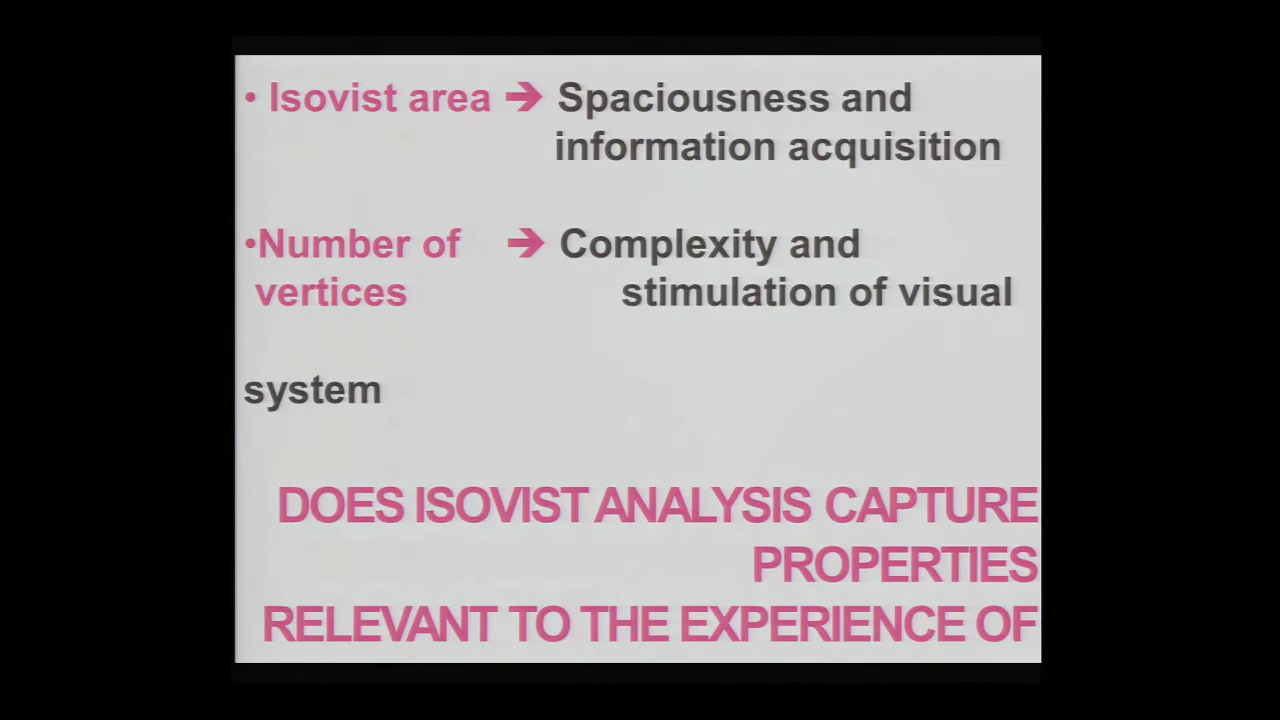 • Isovist area ➔ Spaciousness and
information acquisition
•Number of ➔ Complexity and
vertices stimulation of visual
system
DOES ISOVIST ANALYSIS CAPTURE
PROPERTIES
RELEVANT TO THE EXPERIENCE OF